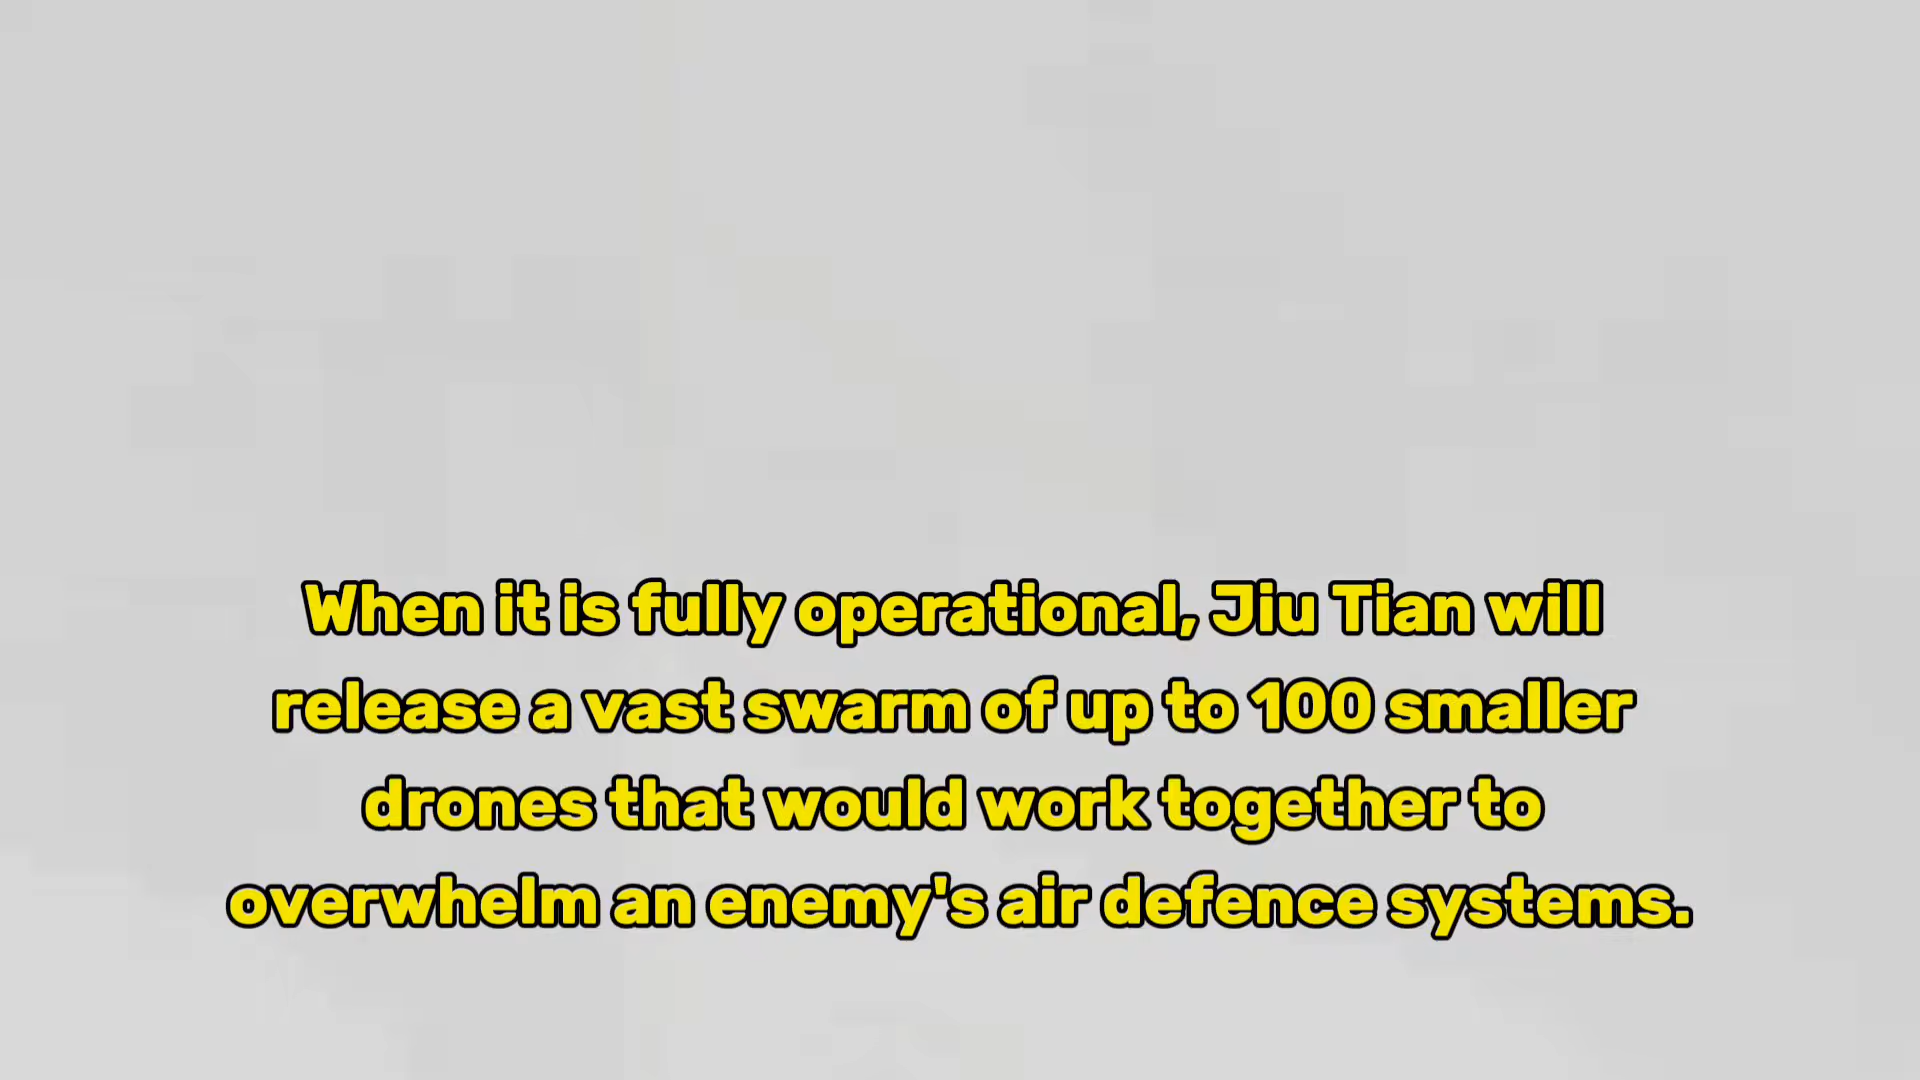 When it is fully operational, Jiu Tian will
release a vast swarm of up to 100 smaller
drones that would work together to
overwhelm an enemy's air defence systems.